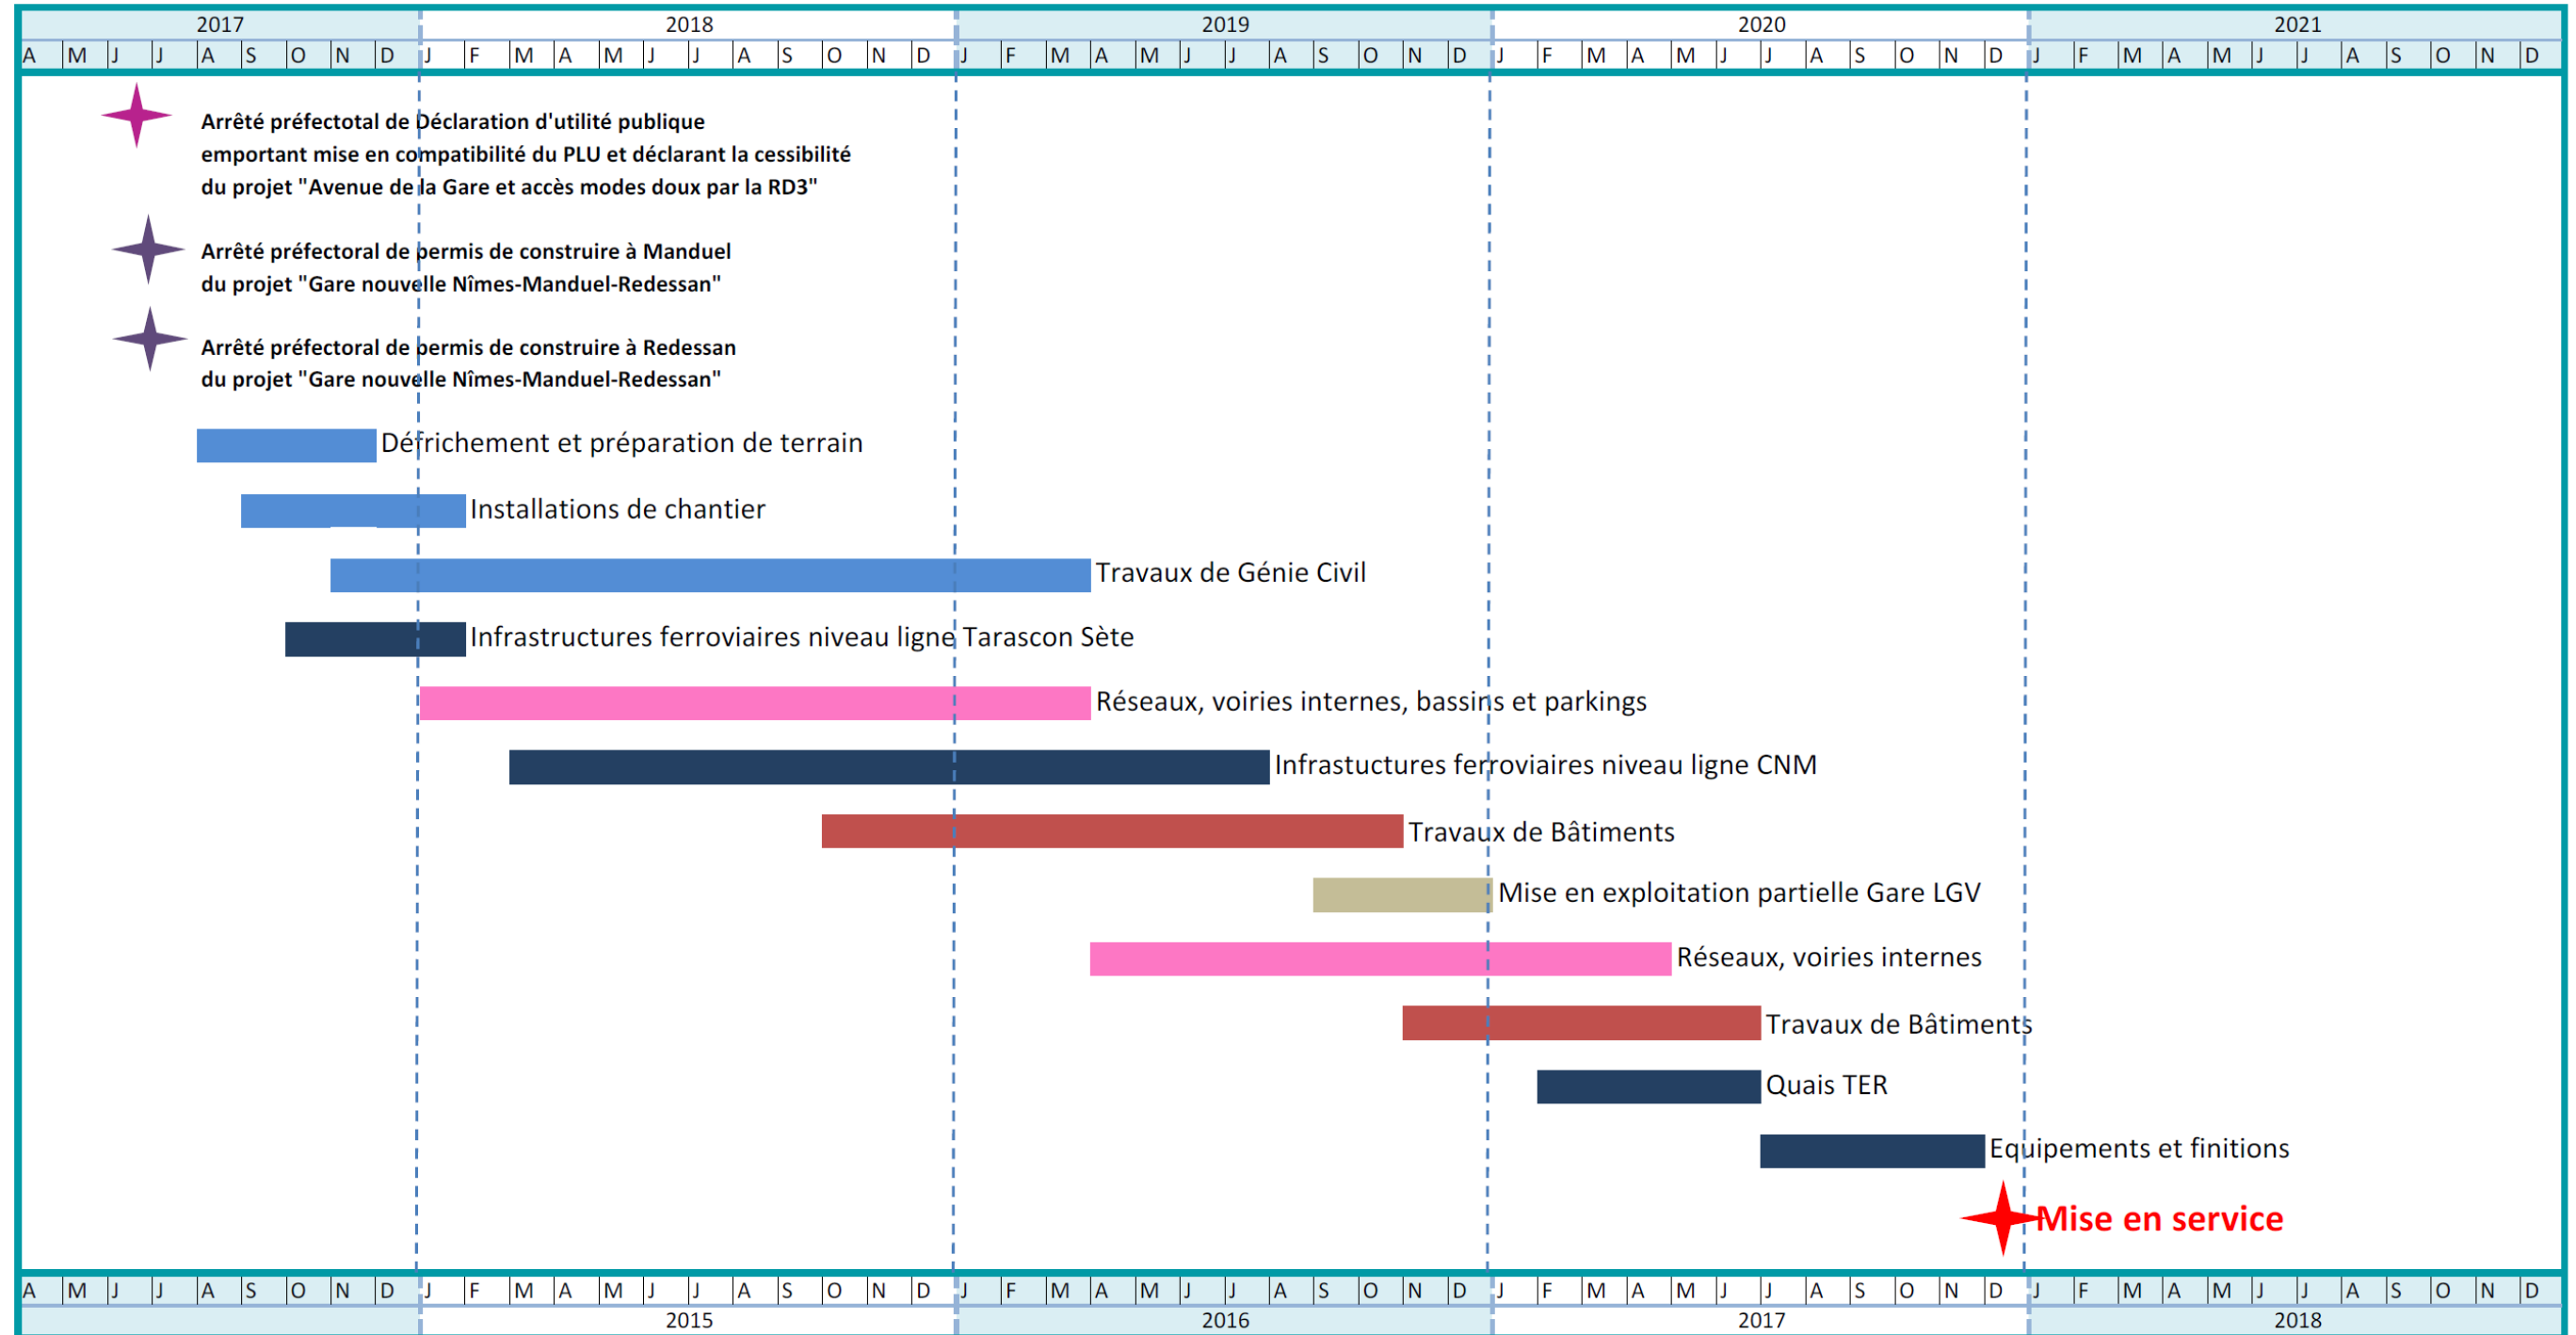 2017 2018 2019 2020 2021
A M J J A S O N D J F M A M J J A S O N D J F M A M J J A S O N D J F M A M J J A S O N D J F M A M J J A S O N D
Arrêté préfectotal de Déclaration d'utilité publique
emportant mise en compatibilité du PLU et déclarant la cessibilité
du projet "Avenue de la Gare et accès modes doux par la RD3"
Arrêté préfectoral de permis de construire à Manduel
du projet "Gare nouvelle Nîmes-Manduel-Redessan"
Arrêté préfectoral de permis de construire à Redessan
du projet "Gare nouvelle Nîmes-Manduel-Redessan"
Défrichement et préparation de terrain
Installations de chantier
Travaux de Génie Civil
Infrastructures ferroviaires niveau ligne Tarascon Sète
Réseaux, voiries internes, bassins et parkings
Infrastuctures ferroviaires niveau ligne CNM
Travaux de Bâtiments
Mise en exploitation partielle Gare LGV
Réseaux, voiries internes
Travaux de Bâtiments
Quais TER
Equipements et finitions
Mise en service
A M J J A S O N D J F M A M J J A S O N D J F M A M J J A S O N D J F M A M J J A S O N D J F M A M J J A S O N D
2015 2016 2017 2018